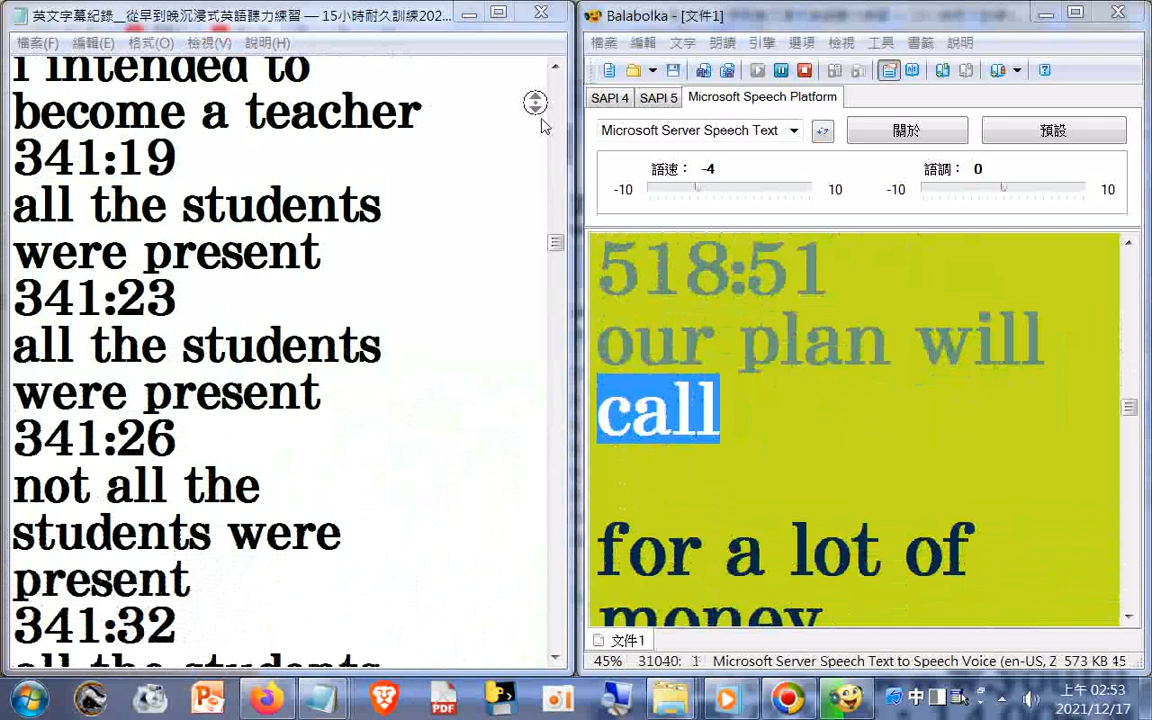 英文字幕紀錄__從早到晚沉浸式英語聽力練習 — 15小時耐久訓練202...
檔案(F) 編輯(E) 格式(O) 檢視(V) 說明(H)
i intended to
become a teacher
341:19
all the students
were present
341:23
all the students
were present
341:26
not all the
students were
present
341:32
all the students
Balabolka - [文件1]
檔案 編輯 文字 朗讀 引擎 選項 檢視 工具 書籤 說明
SAPI 4 SAPI 5 Microsoft Speech Platform
Microsoft Server Speech Text 關於 預設
語速： -4 語調： 0
-10 10 -10 10
518:51
our plan will
call
for a lot of
money
文件1
45% 31040: 1 Microsoft Server Speech Text to Speech Voice (en-US, Z 573 KB 45
中 上午 02:53
2021/12/17